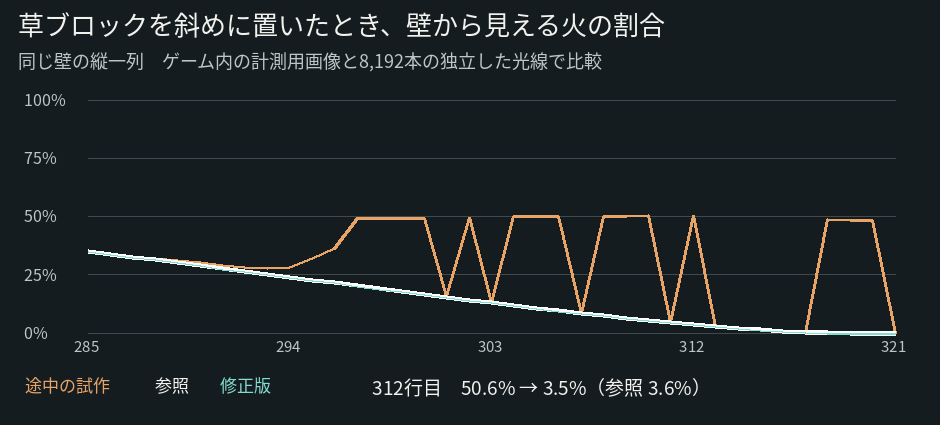 草ブロックを斜めに置いたとき、壁から見える火の割合
同じ壁の縦一列　ゲーム内の計測用画像と8,192本の独立した光線で比較
100%
75%
50%
25%
0%
285 294 303 312 321
途中の試作 参照 修正版 312行目　50.6% → 3.5%（参照 3.6%）